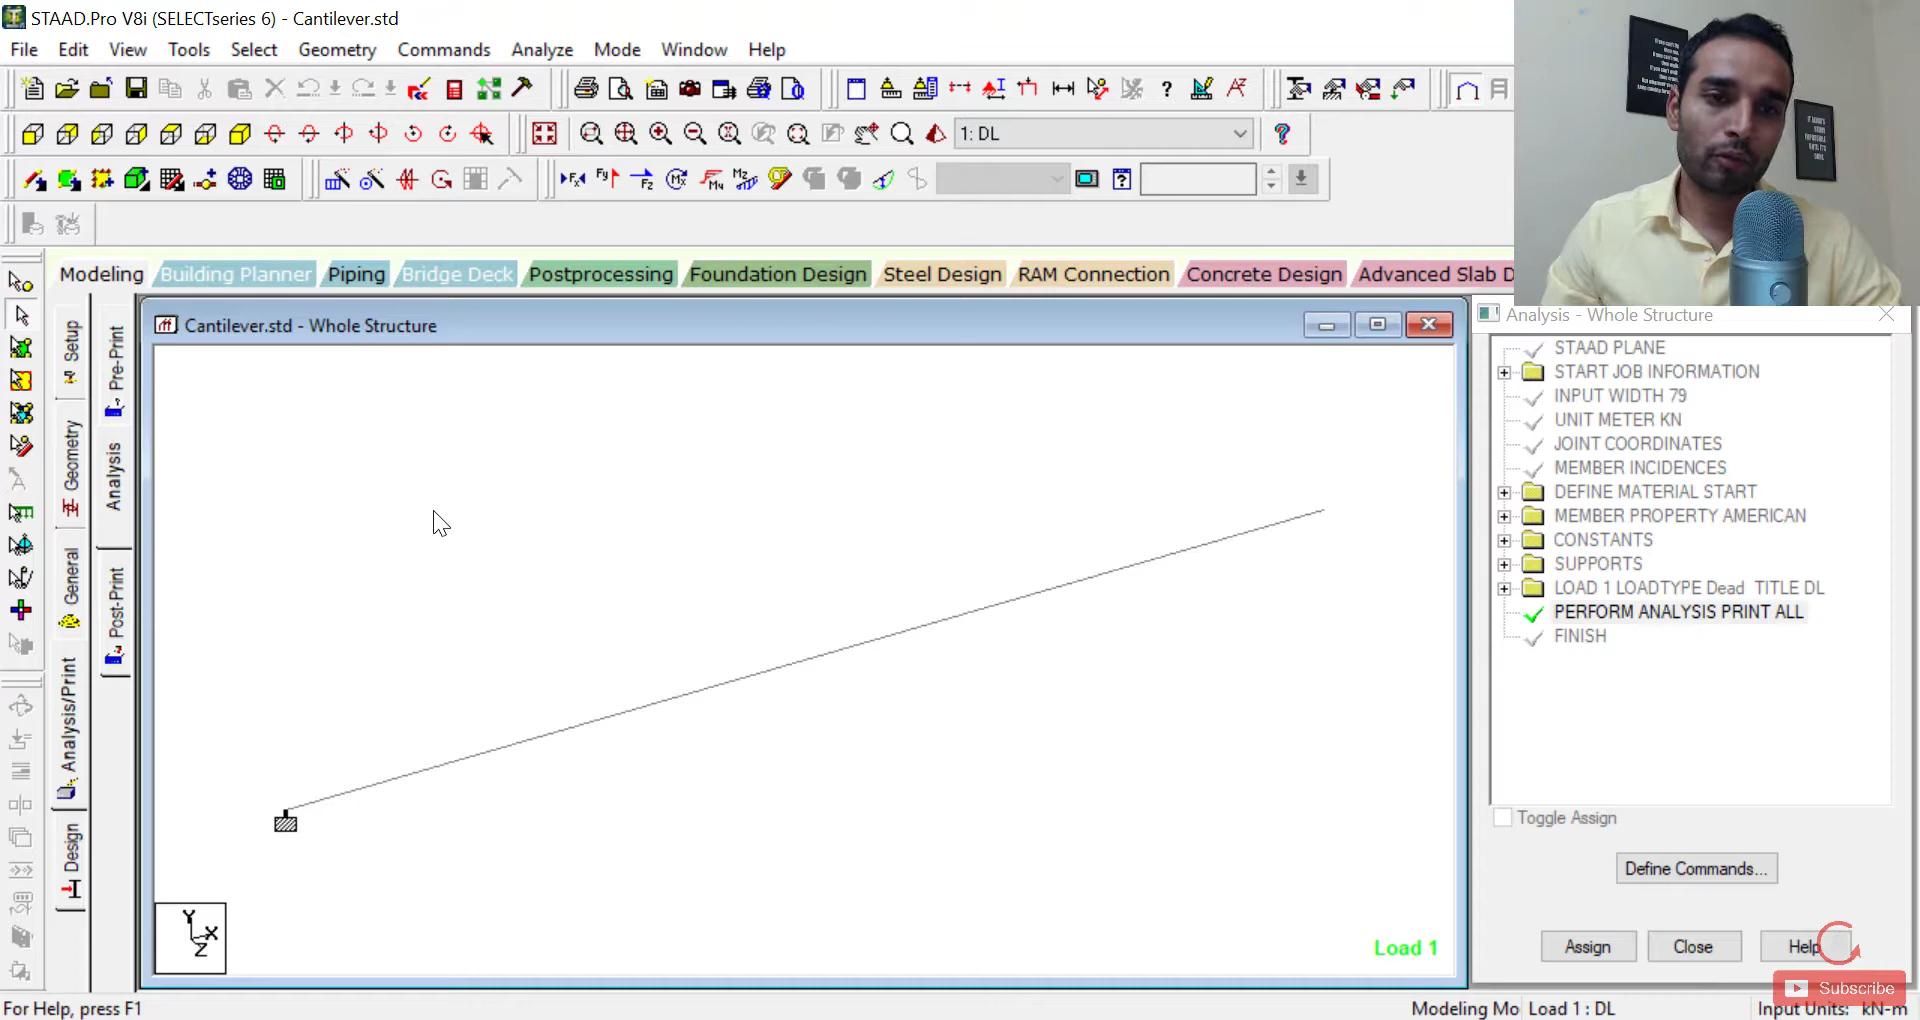 STAAD.Pro V8i (SELECTseries 6) - Cantilever.std
File Edit View Tools Select Geometry Commands Analyze Mode Window Help
1: DL
Modeling Building Planner Piping Bridge Deck Postprocessing Foundation Design Steel Design RAM Connection Concrete Design Advanced Slab D
Setup
Geometry
General
Analysis/Print
Design
Pre-Print
Analysis
Post-Print
Cantilever.std - Whole Structure
Y
X
Z
Load 1
Analysis - Whole Structure
STAAD PLANE
START JOB INFORMATION
INPUT WIDTH 79
UNIT METER KN
JOINT COORDINATES
MEMBER INCIDENCES
DEFINE MATERIAL START
MEMBER PROPERTY AMERICAN
CONSTANTS
SUPPORTS
LOAD 1 LOADTYPE Dead TITLE DL
PERFORM ANALYSIS PRINT ALL
FINISH
Toggle Assign
Define Commands...
Assign Close Help
Subscribe
For Help, press F1
Modeling Mo Load 1 : DL Input Units: kN-m